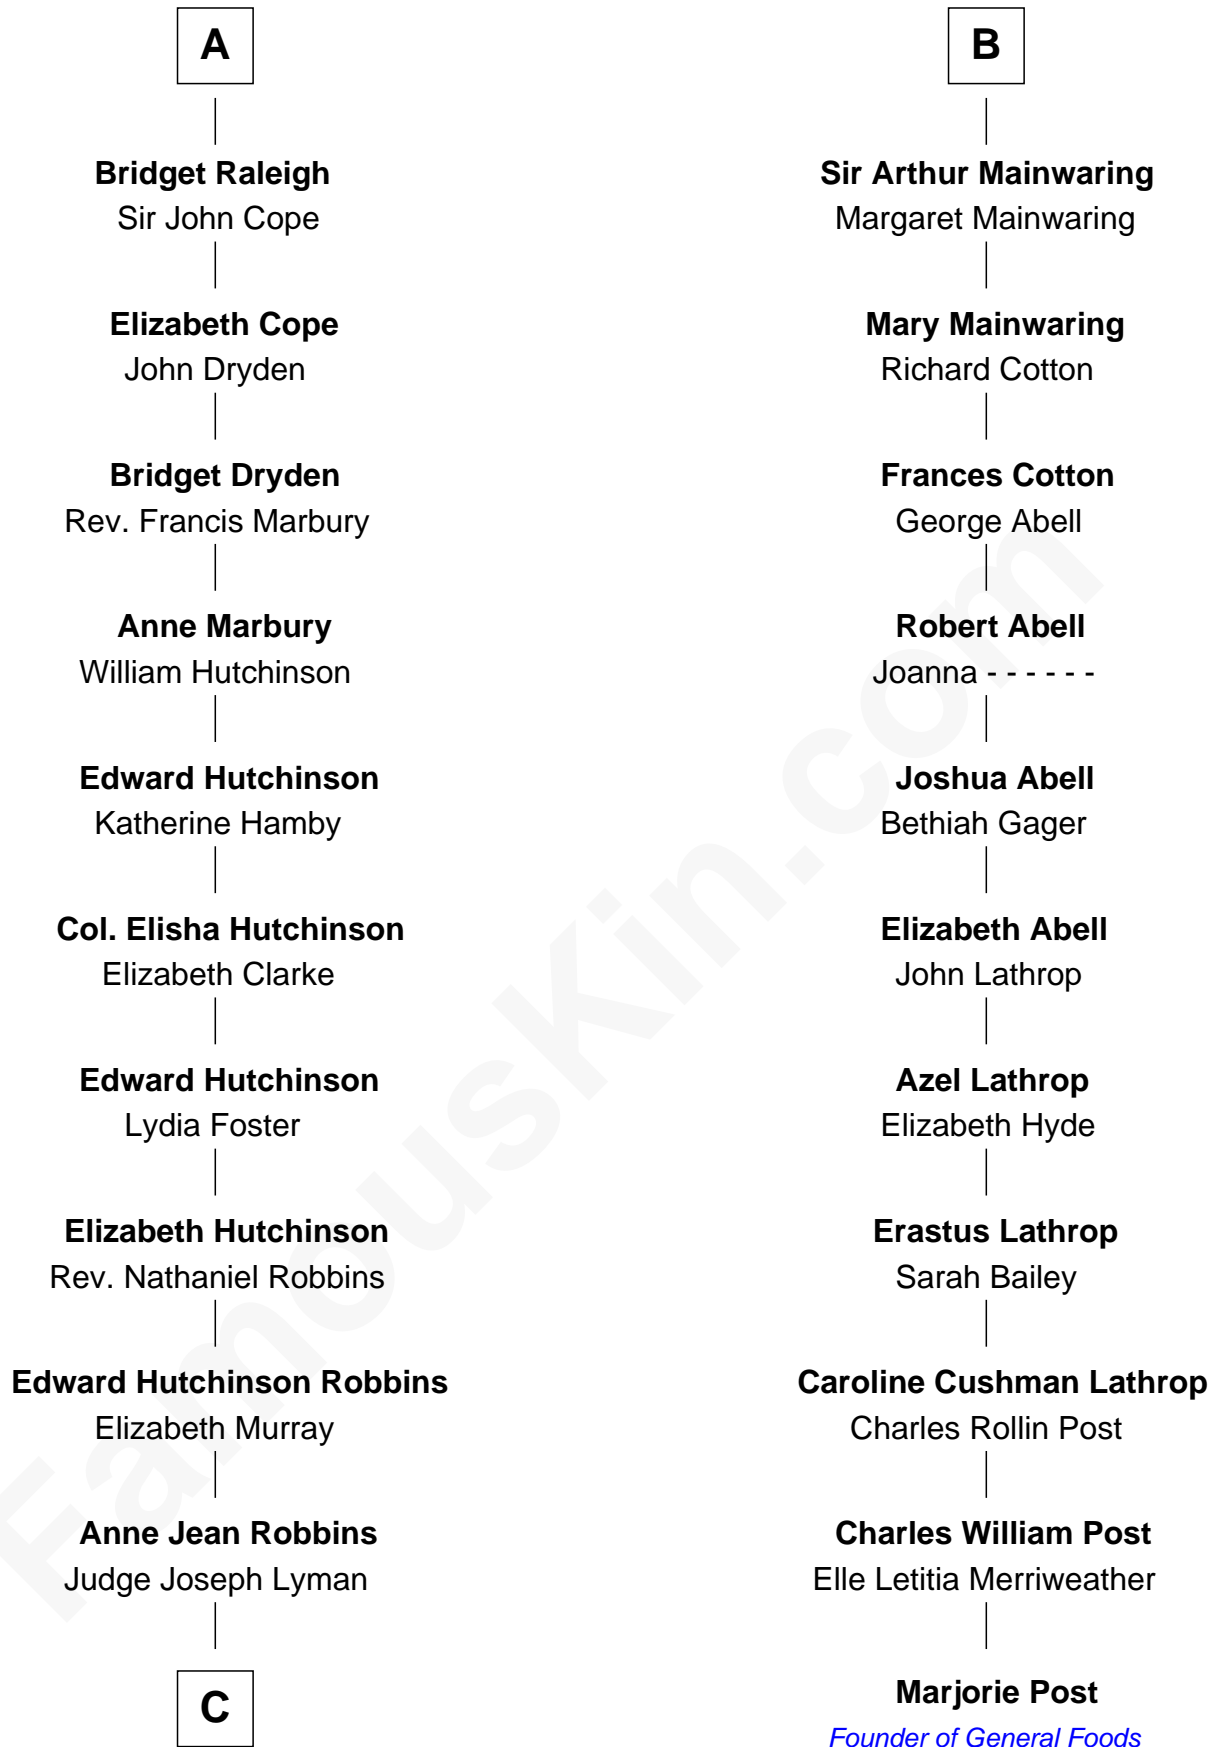 A
Bridget Raleigh
Sir John Cope
Elizabeth Cope
John Dryden
Bridget Dryden
Rev. Francis Marbury
Anne Marbury
William Hutchinson
Edward Hutchinson
Katherine Hamby
Col. Elisha Hutchinson
Elizabeth Clarke
Edward Hutchinson
Lydia Foster
Elizabeth Hutchinson
Rev. Nathaniel Robbins
Edward Hutchinson Robbins
Elizabeth Murray
Anne Jean Robbins
Judge Joseph Lyman
C
B
Sir Arthur Mainwaring
Margaret Mainwaring
Mary Mainwaring
Richard Cotton
Frances Cotton
George Abell
Robert Abell
Joanna - - - - - -
Joshua Abell
Bethiah Gager
Elizabeth Abell
John Lathrop
Azel Lathrop
Elizabeth Hyde
Erastus Lathrop
Sarah Bailey
Caroline Cushman Lathrop
Charles Rollin Post
Charles William Post
Elle Letitia Merriweather
Marjorie Post
Founder of General Foods
FamousKin.com